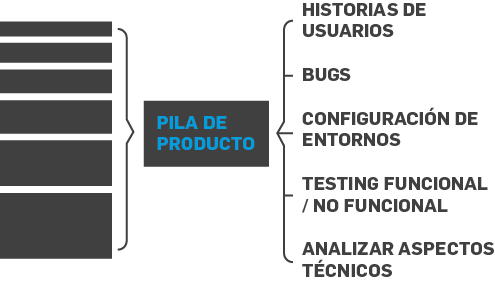 PILA DE
PRODUCTO
HISTORIAS DE
USUARIOS
BUGS
CONFIGURACIÓN DE
ENTORNOS
TESTING FUNCIONAL
/ NO FUNCIONAL
ANALIZAR ASPECTOS
TÉCNICOS